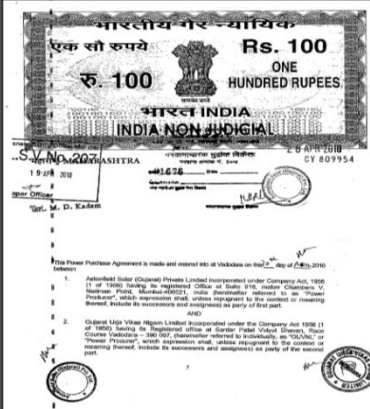 भारतीय गैर न्यायिक
एक सौ रुपये
Rs. 100
रु. 100
ONE
HUNDRED RUPEES
सत्यमेव जयते
भारत INDIA
INDIA NON JUDICIAL
S.V. No. 207
MAHARASHTRA
28 APR 2010
CY 809954
19 APR 2010
Officer
M. D. Kadam
1676
This Power Purchase Agreement is made and entered into at Vadodara on this day of 2010
between
1. Astonfield Solar (Gujarat) Private Limited incorporated under Company Act, 1956
(1 of 1956) having its registered Office at Suite 918, maker Chambers V,
Nariman Point, Mumbai-400021, India (hereinafter referred to as "Power
Producer", which expression shall, unless repugnant to the context or meaning
thereof, include its successors and assignees) as party of first part.
AND
2. Gujarat Urja Vikas Nigam Limited incorporated under the Company Act 1956 (1
of 1956) having its Registered office at Sardar Patel Vidyut Bhavan, Race
Course Vadodara – 390 007, (hereinafter referred to individually, as "GUVNL" or
"Power Procurer", which expression shall, unless repugnant to the context or
meaning thereof, include its successors and assignees) as party of the second
part.